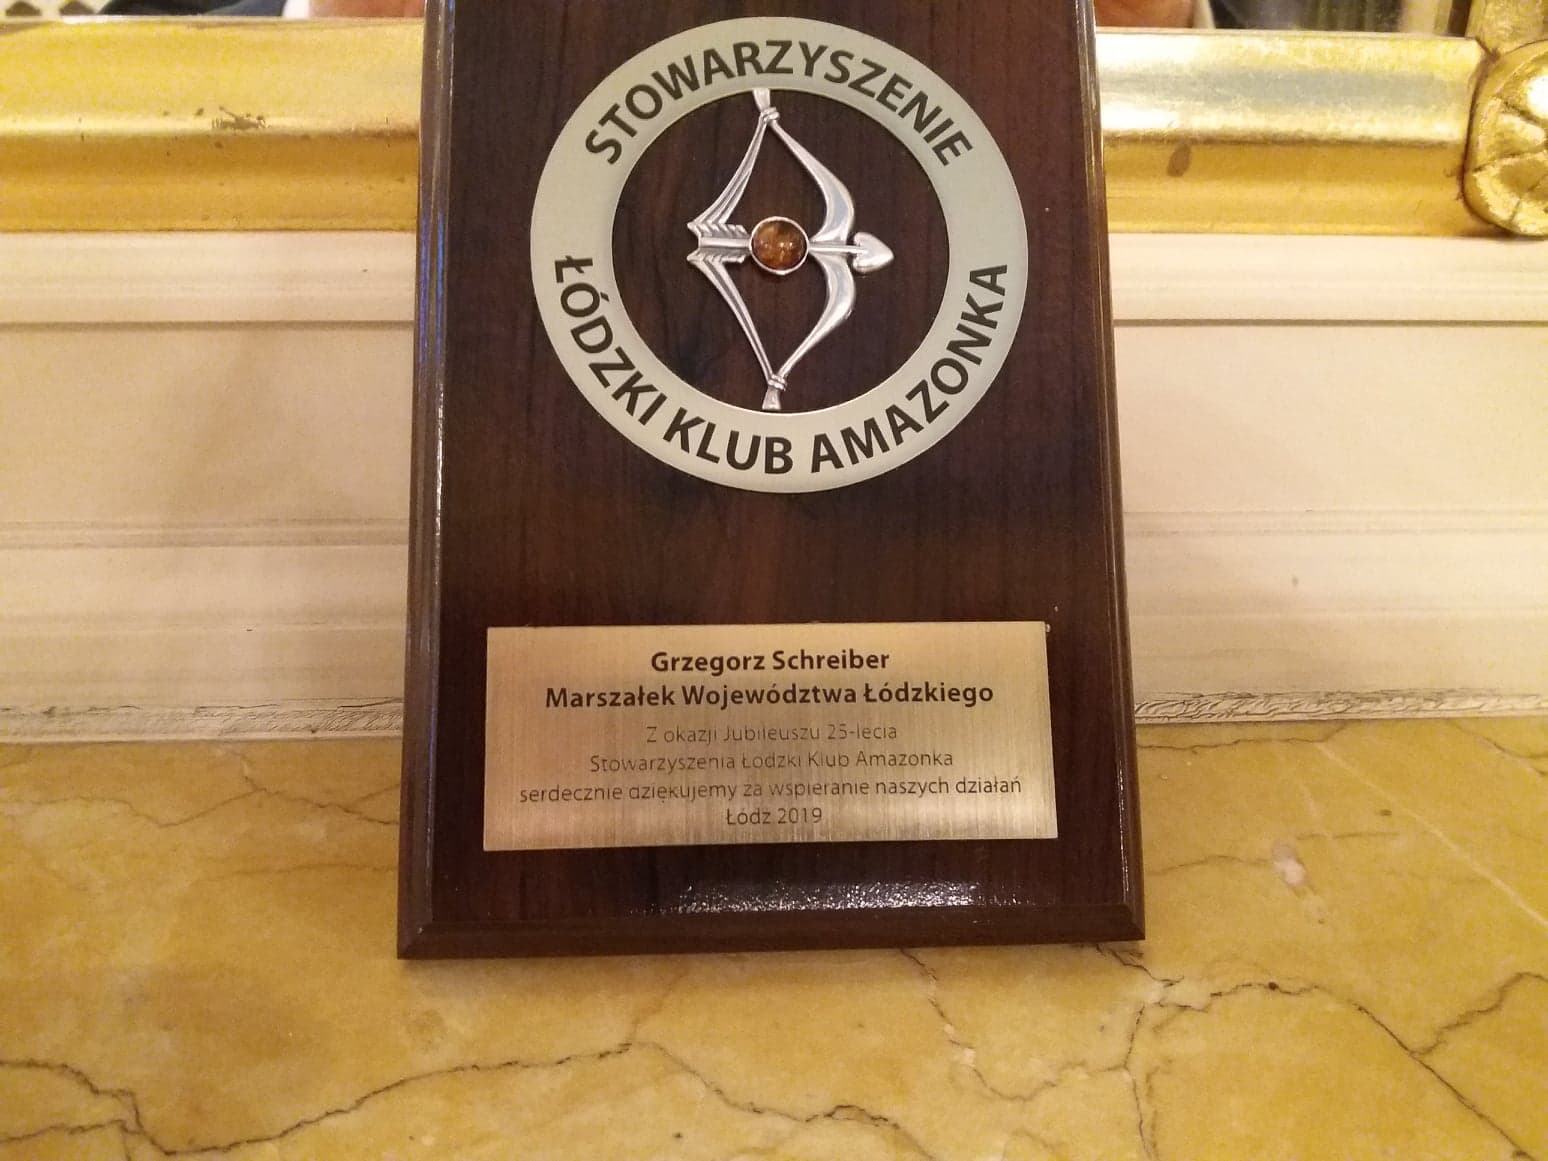 STOWARZYSZENIE
ŁÓDZKI KLUB AMAZONKA
Grzegorz Schreiber
Marszałek Województwa Łódzkiego
Z okazji Jubileuszu 25-lecia
Stowarzyszenia Łódzki Klub Amazonka
serdecznie dziękujemy za wspieranie naszych działań
Łódź 2019